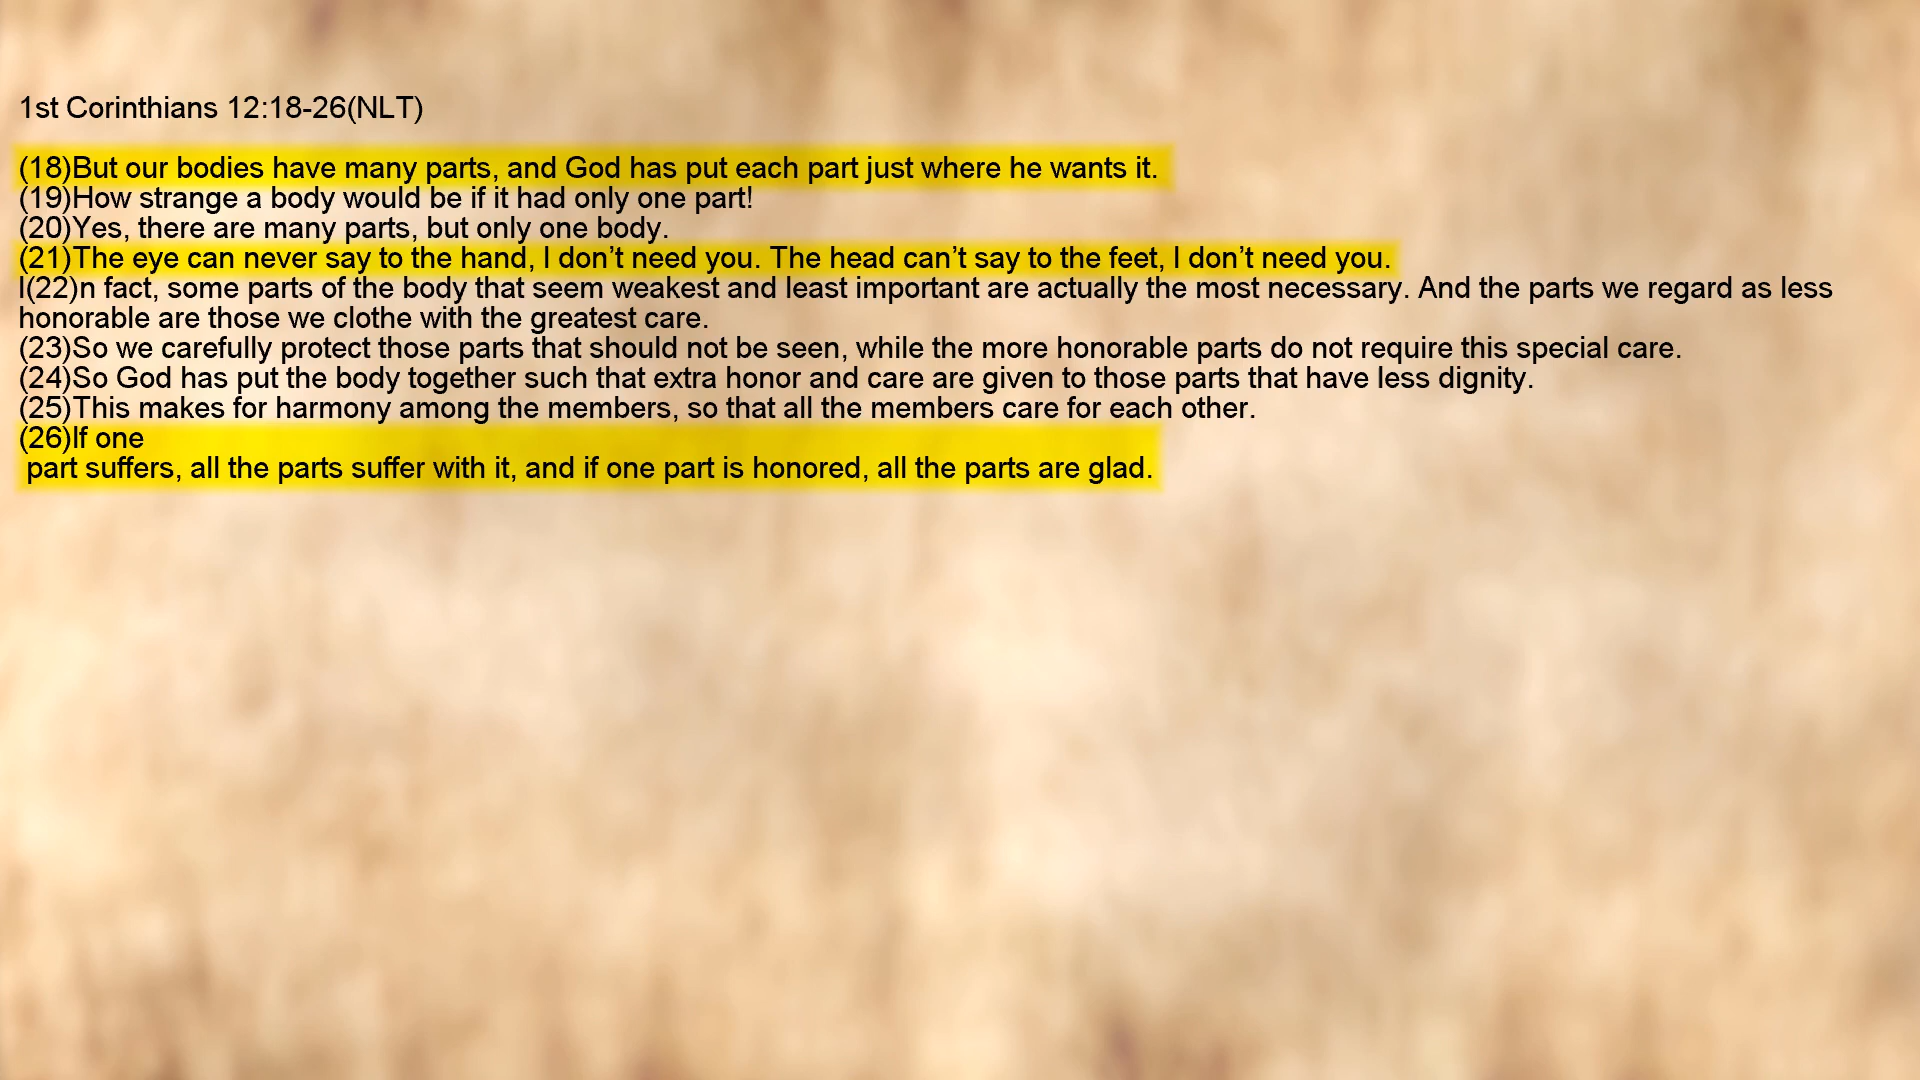 1st Corinthians 12:18-26(NLT)
(18)But our bodies have many parts, and God has put each part just where he wants it.
(19)How strange a body would be if it had only one part!
(20)Yes, there are many parts, but only one body.
(21)The eye can never say to the hand, I don’t need you. The head can’t say to the feet, I don’t need you.
I(22)n fact, some parts of the body that seem weakest and least important are actually the most necessary. And the parts we regard as less
honorable are those we clothe with the greatest care.
(23)So we carefully protect those parts that should not be seen, while the more honorable parts do not require this special care.
(24)So God has put the body together such that extra honor and care are given to those parts that have less dignity.
(25)This makes for harmony among the members, so that all the members care for each other.
(26)If one
part suffers, all the parts suffer with it, and if one part is honored, all the parts are glad.